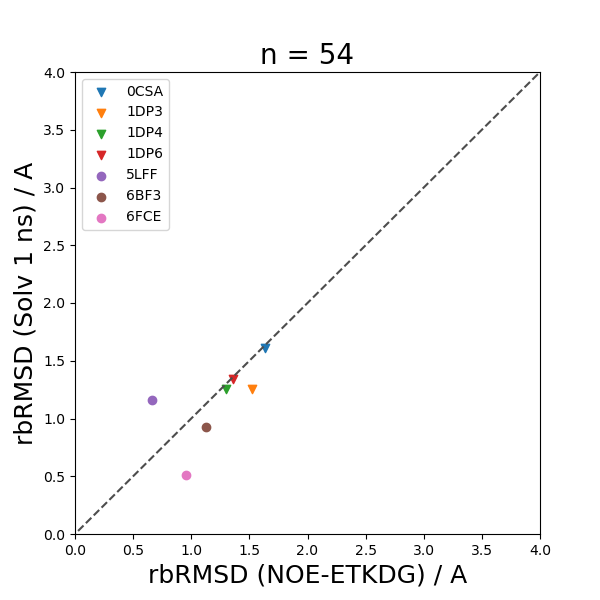 n = 54
rbRMSD (Solv 1 ns) / A
4.0
3.5
3.0
2.5
2.0
1.5
1.0
0.5
0.0
0CSA
1DP3
1DP4
1DP6
5LFF
6BF3
6FCE
0.0 0.5 1.0 1.5 2.0 2.5 3.0 3.5 4.0
rbRMSD (NOE-ETKDG) / A